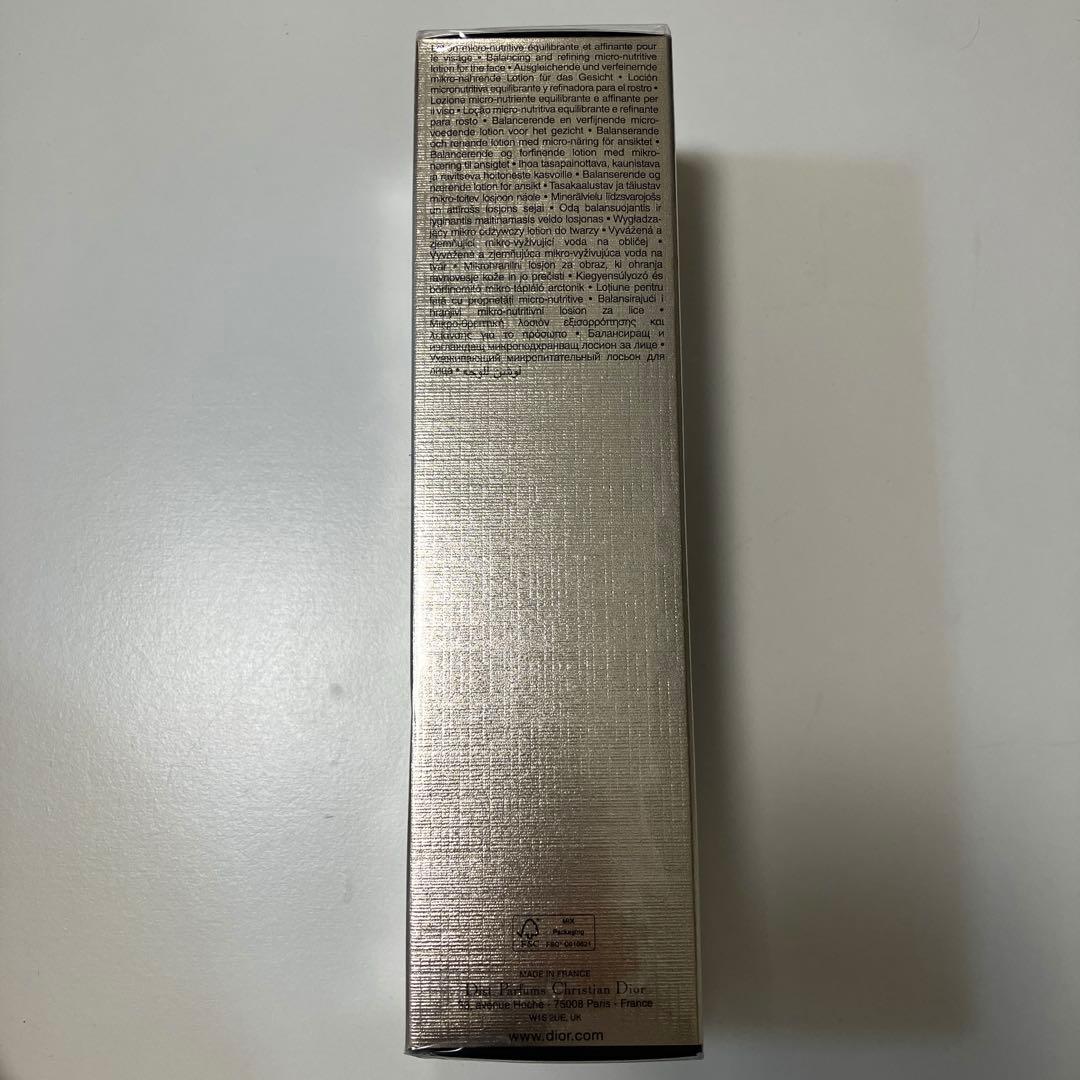 Lotion micro-nutritive équilibrante et affinante pour
le visage • Balancing and refining micro-nutritive
lotion for the face • Ausgleichende und verfeinernde
mikro-nährende Lotion für das Gesicht • Loción
micronutritiva equilibrante y refinadora para el rostro •
Lozione micro-nutriente equilibrante e affinante per
il viso • Loção micro-nutritiva equilibrante e refinante
para rosto • Balancerende en verfijnende micro-
voedende lotion voor het gezicht • Balanserande
och renande lotion med micro-näring för ansiktet •
Balancerende og forfinende lotion med mikro-
næring til ansigtet • Ihoa tasapainottava, kaunistava
ja ravitseva hoitoneste kasvoille • Balanserende og
nærende lotion for ansikt • Tasakaalustav ja täiustav
mikro-toitev losjoon näole • Minerālvielu līdzsvarojošs
un attīrošs losjons sejai • Odą balansuojantis ir
lyginantis maitinamasis veido losjonas • Wygładza-
jący mikro odżywczy lotion do twarzy • Vyvážená a
zjemňující mikro-vyživující voda na obličej •
Vyvážená a zjemňujúca mikro-vyživujúca voda na
tvár • Mikrohranilni losjon za obraz, ki ohranja
ravnovesje kože in jo prečisti • Kiegyensúlyozó és
bőrfinomító mikro-tápláló arctonik • Loțiune pentru
față cu proprietăți micro-nutritive • Balansirajući i
hranjivi mikro-nutritivni losion za lice •
Μικρο-θρεπτική λοσιόν εξισορρόπησης και
λείανσης για το πρόσωπο • Балансиращ и
изглаждащ микроподхранващ лосион за лице •
Ухаживающий микропитательный лосьон для
лица • لوشن للوجه
MIX
Packaging
FSC FSC® C010621
MADE IN FRANCE
Dist. Parfums Christian Dior
33, avenue Hoche - 75008 Paris - France
W1S 2UE, UK
www.dior.com